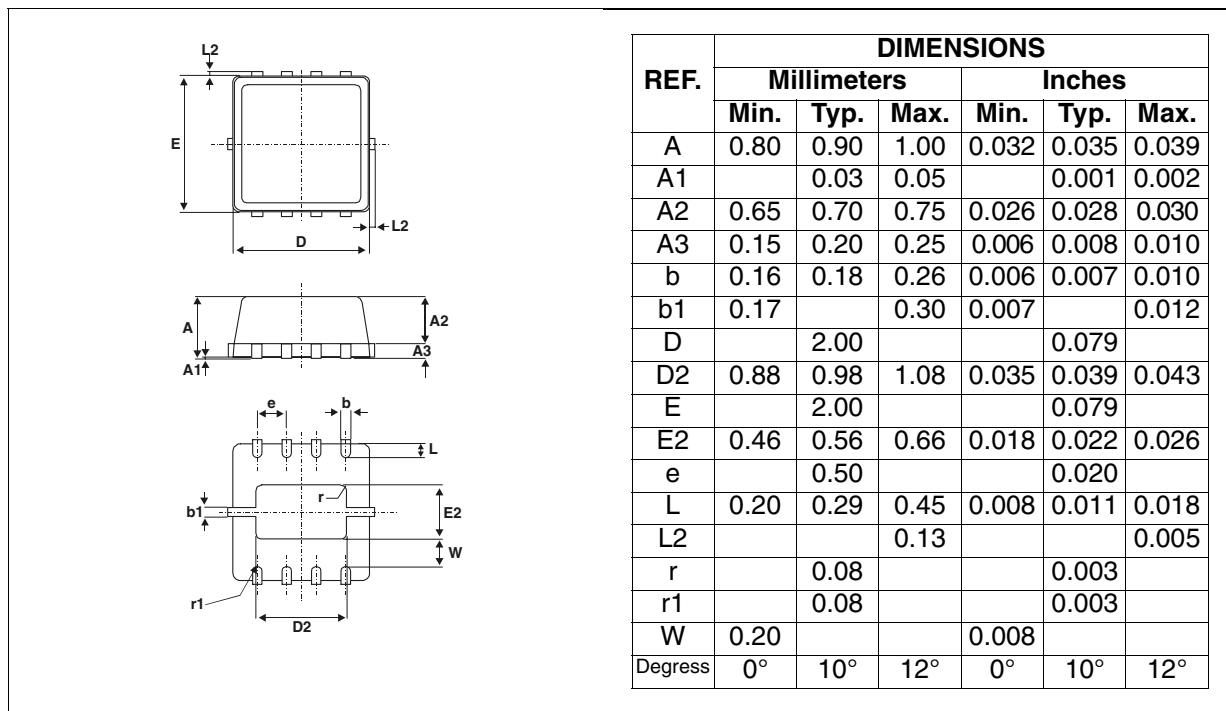 L2
E
L2
D
A
A2
A3
A1
e
b
L
r
b1
E2
W
r1
D2
REF. DIMENSIONS
Millimeters Inches
Min. Typ. Max. Min. Typ. Max.
A 0.80 0.90 1.00 0.032 0.035 0.039
A1 0.03 0.05 0.001 0.002
A2 0.65 0.70 0.75 0.026 0.028 0.030
A3 0.15 0.20 0.25 0.006 0.008 0.010
b 0.16 0.18 0.26 0.006 0.007 0.010
b1 0.17 0.30 0.007 0.012
D 2.00 0.079
D2 0.88 0.98 1.08 0.035 0.039 0.043
E 2.00 0.079
E2 0.46 0.56 0.66 0.018 0.022 0.026
e 0.50 0.020
L 0.20 0.29 0.45 0.008 0.011 0.018
L2 0.13 0.005
r 0.08 0.003
r1 0.08 0.003
W 0.20 0.008
Degress 0° 10° 12° 0° 10° 12°